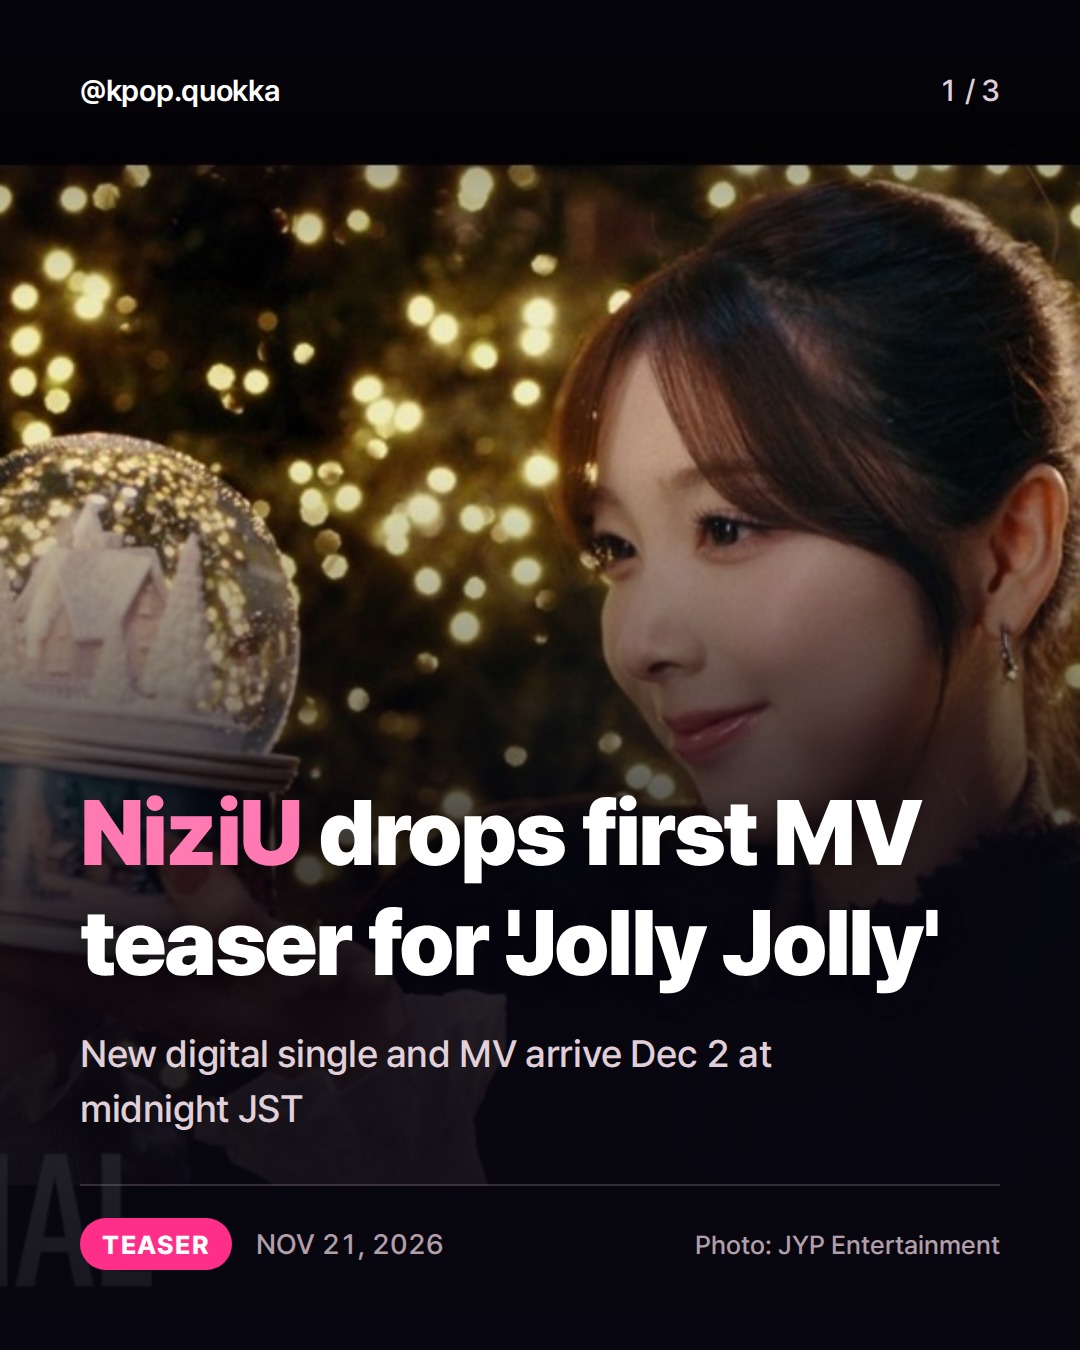 @kpop.quokka
1 / 3
NiziU drops first MV
teaser for 'Jolly Jolly'
New digital single and MV arrive Dec 2 at
midnight JST
TEASER
NOV 21, 2026
Photo: JYP Entertainment